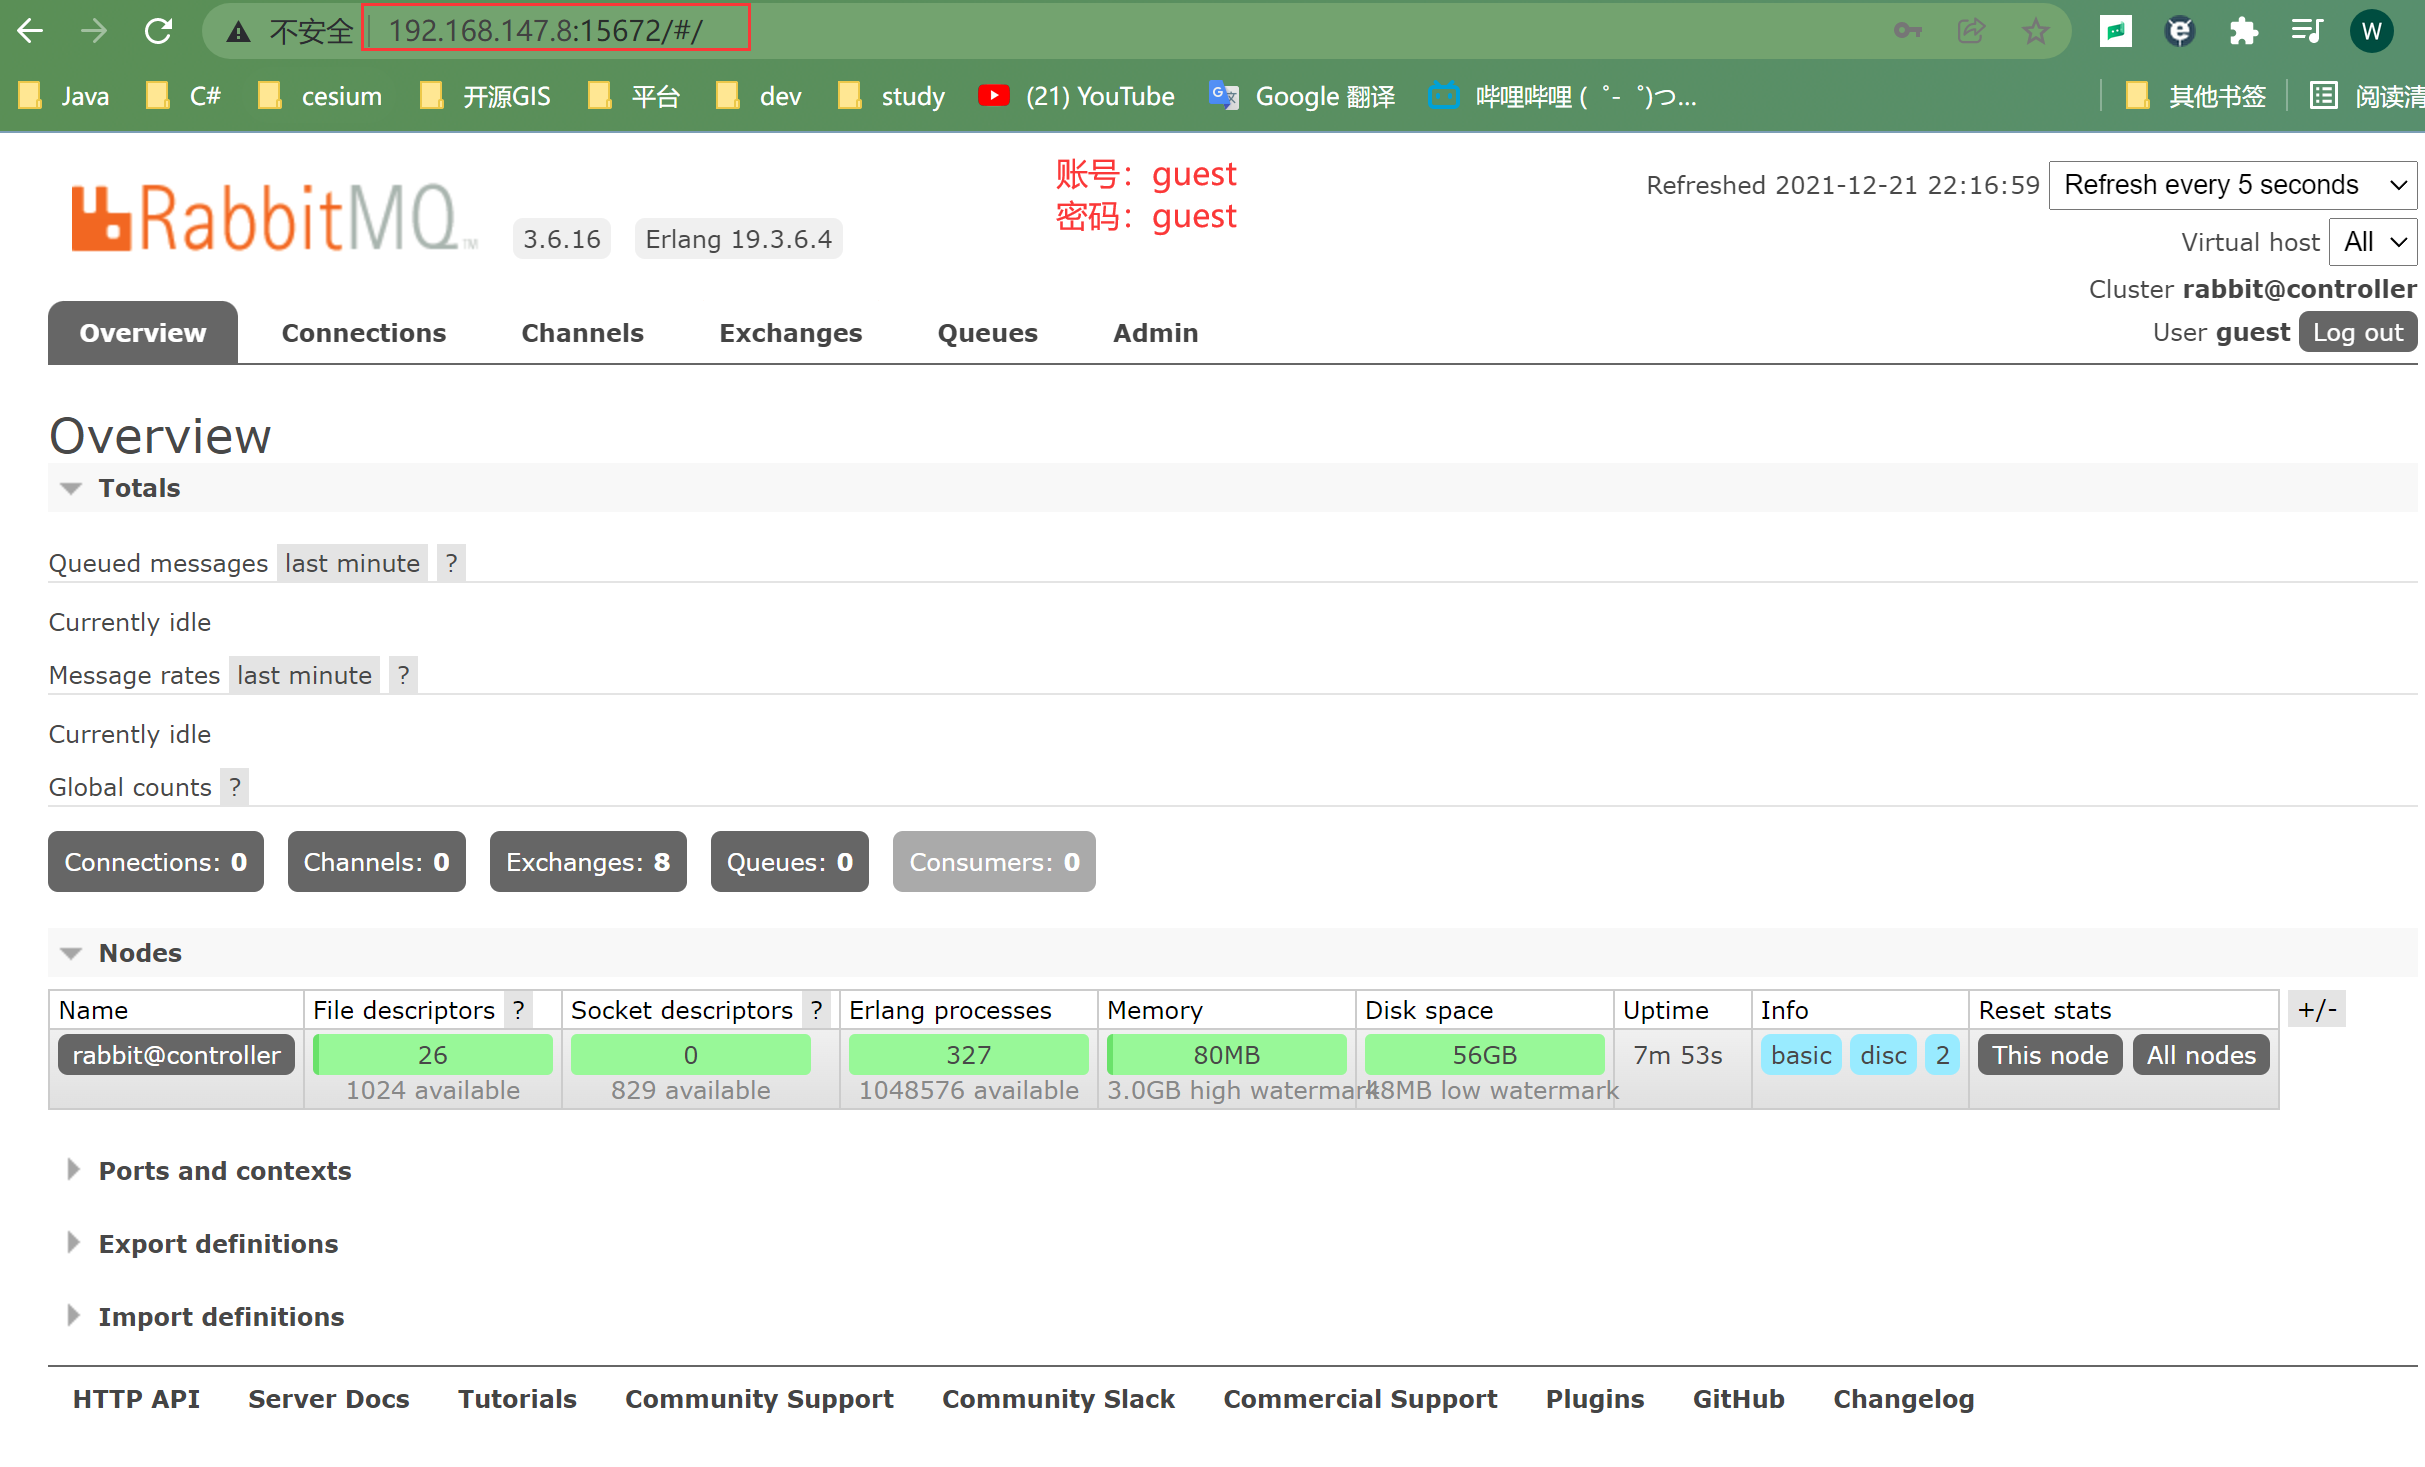 不安全 192.168.147.8:15672/#/ W
Java C# cesium 开源GIS 平台 dev study (21) YouTube Google 翻译 哔哩哔哩 ( ゜- ゜)つ... 其他书签 阅读清
RabbitMQ TM 3.6.16 Erlang 19.3.6.4
账号：guest
密码：guest
Refreshed 2021-12-21 22:16:59 Refresh every 5 seconds
Virtual host All
Cluster rabbit@controller
User guest Log out
Overview Connections Channels Exchanges Queues Admin
Overview
Totals
Queued messages last minute ?
Currently idle
Message rates last minute ?
Currently idle
Global counts ?
Connections: 0 Channels: 0 Exchanges: 8 Queues: 0 Consumers: 0
Nodes
Name File descriptors ? Socket descriptors ? Erlang processes Memory Disk space Uptime Info Reset stats +/-
rabbit@controller 26 0 327 80MB 56GB 7m 53s basic disc 2 This node All nodes
1024 available 829 available 1048576 available 3.0GB high watermark 48MB low watermark
Ports and contexts
Export definitions
Import definitions
HTTP API Server Docs Tutorials Community Support Community Slack Commercial Support Plugins GitHub Changelog